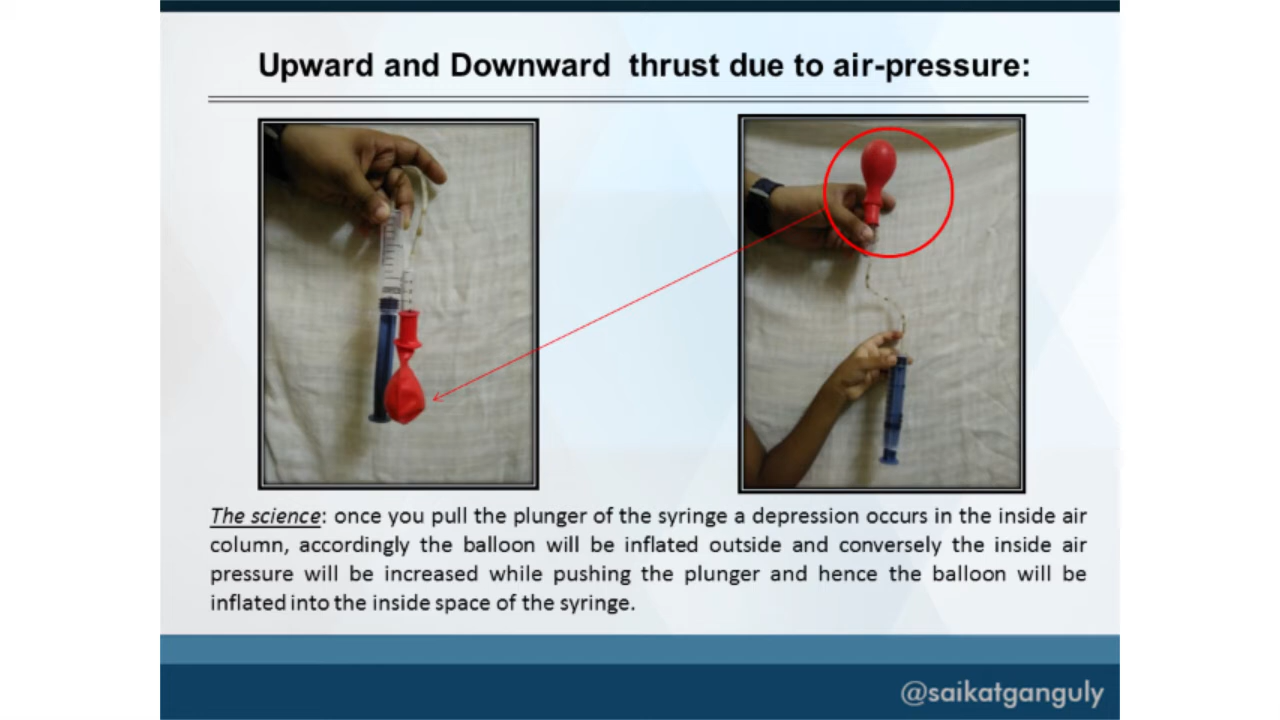 Upward and Downward thrust due to air-pressure:
The science: once you pull the plunger of the syringe a depression occurs in the inside air
column, accordingly the balloon will be inflated outside and conversely the inside air
pressure will be increased while pushing the plunger and hence the balloon will be
inflated into the inside space of the syringe.
@saikatganguly